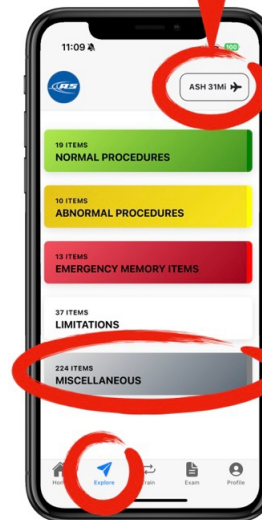 11:09
100
ASH 31Mi
19 ITEMS
NORMAL PROCEDURES
10 ITEMS
ABNORMAL PROCEDURES
13 ITEMS
EMERGENCY MEMORY ITEMS
37 ITEMS
LIMITATIONS
224 ITEMS
MISCELLANEOUS
Explore
Exam
Profile